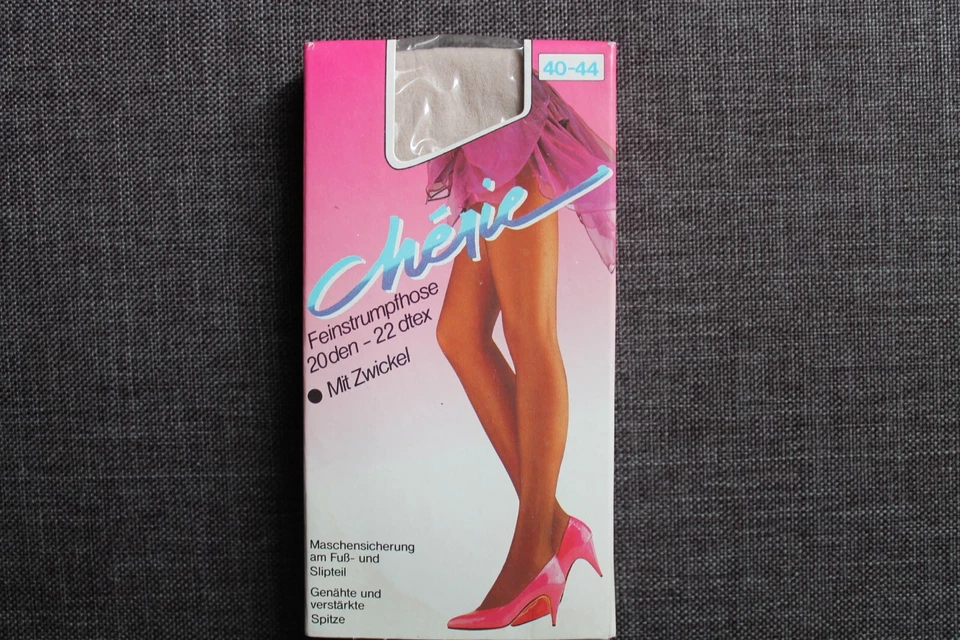 40-44
Chérie
Feinstrumpfhose
20den - 22 dtex
● Mit Zwickel
Maschensicherung
am Fuß- und
Slipteil
Genähte und
verstärkte
Spitze